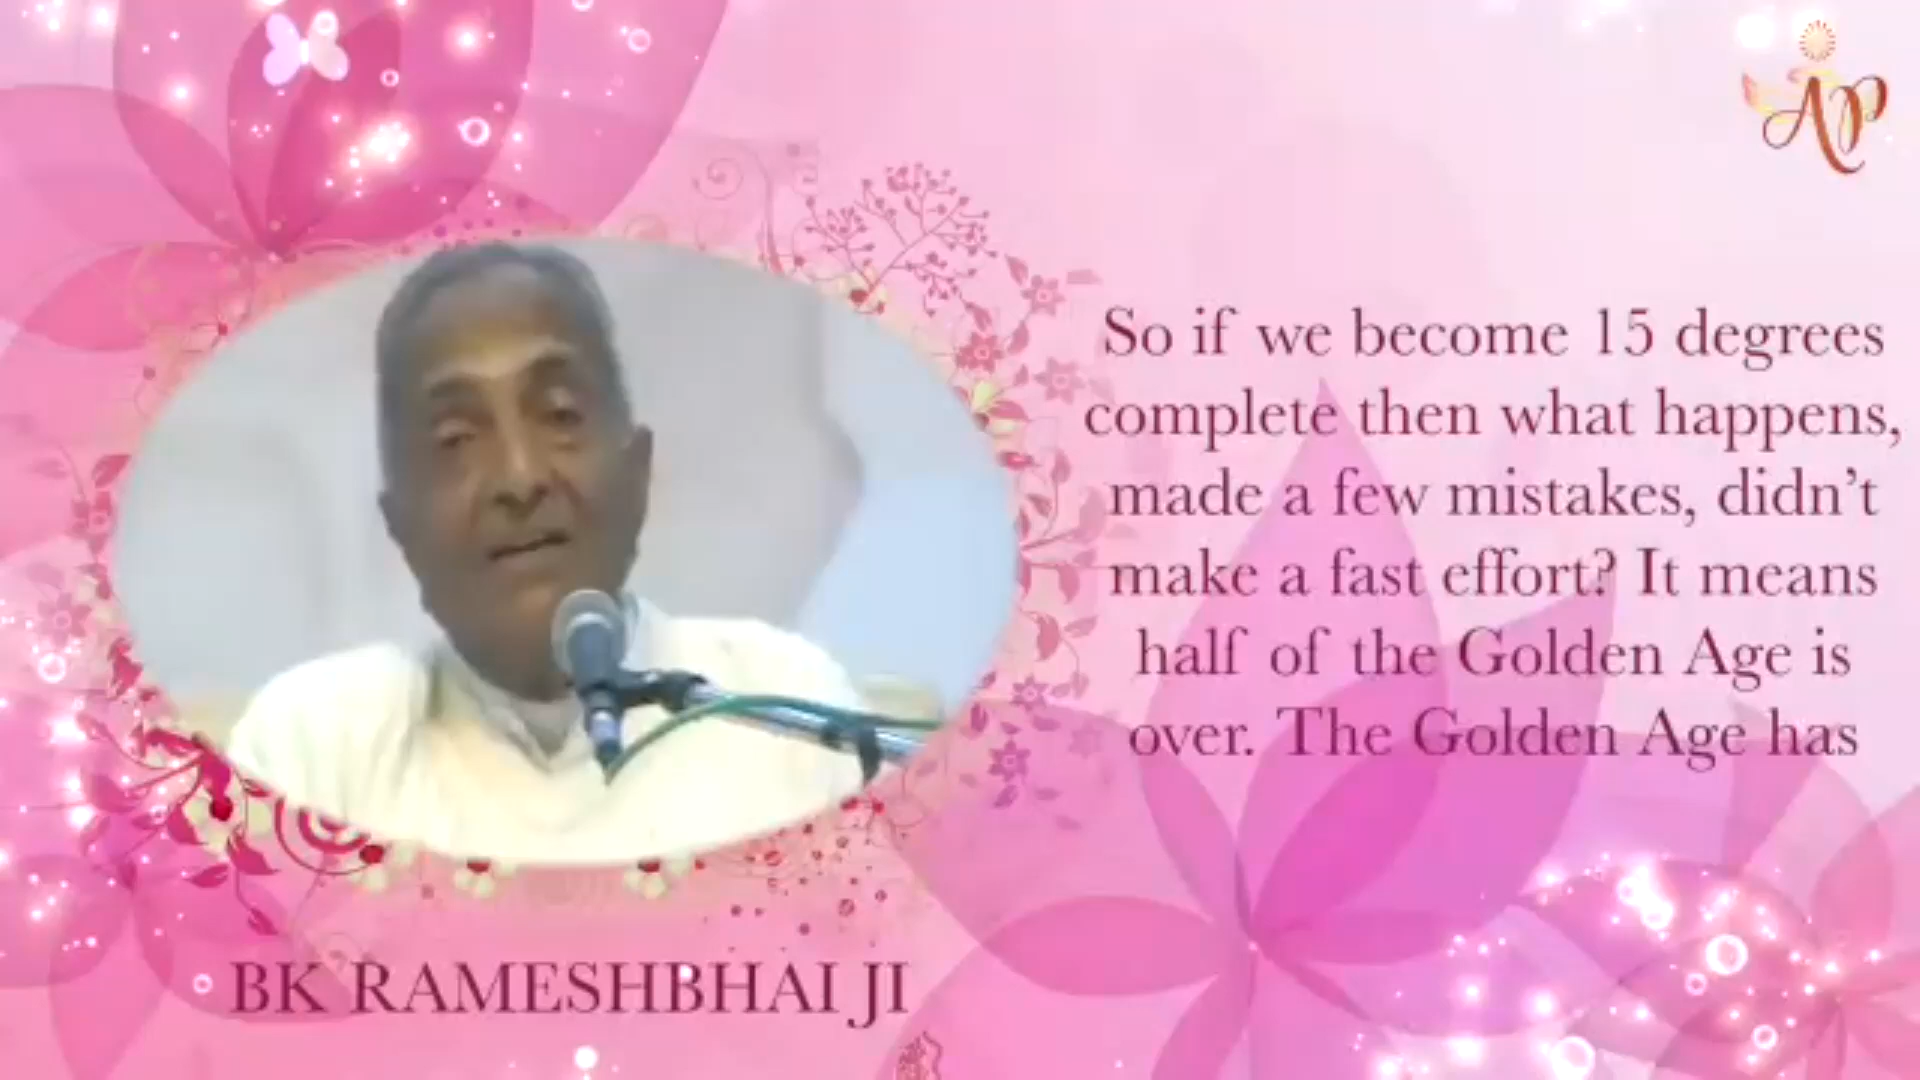 AP
So if we become 15 degrees
complete then what happens,
made a few mistakes, didn't
make a fast effort? It means
half of the Golden Age is
over. The Golden Age has
BK RAMESHBHAI JI